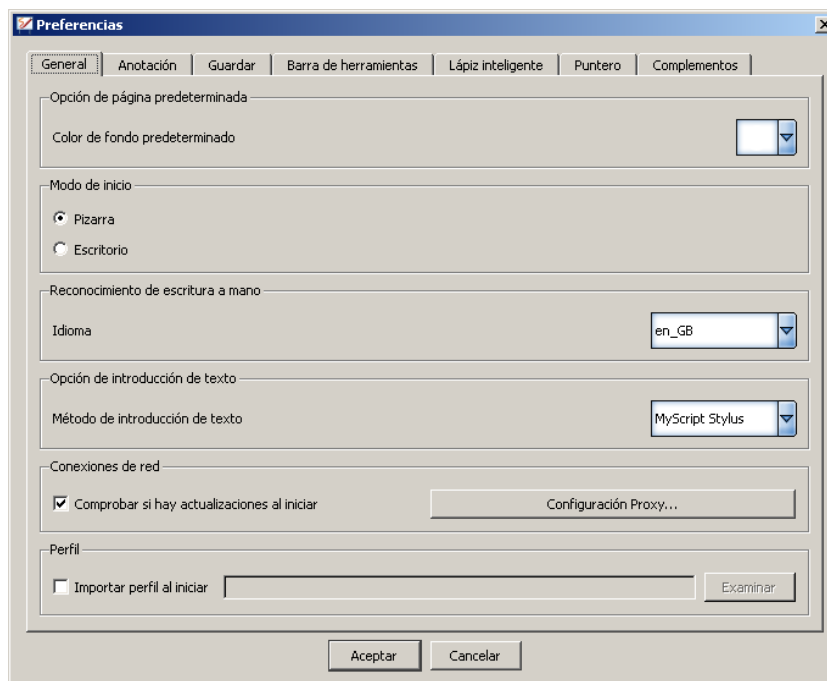 Preferencias
General Anotación Guardar Barra de herramientas Lápiz inteligente Puntero Complementos
Opción de página predeterminada
Color de fondo predeterminado
Modo de inicio
Pizarra
Escritorio
Reconocimiento de escritura a mano
Idioma en_GB
Opción de introducción de texto
Método de introducción de texto MyScript Stylus
Conexiones de red
Comprobar si hay actualizaciones al iniciar Configuración Proxy...
Perfil
Importar perfil al iniciar Examinar
Aceptar Cancelar